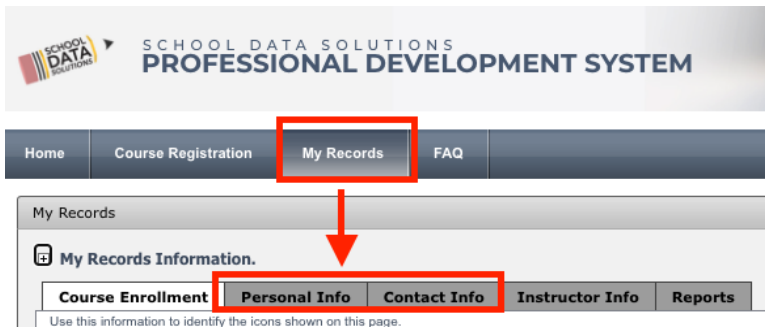 SCHOOL
DATA
SOLUTIONS
SCHOOL DATA SOLUTIONS
PROFESSIONAL DEVELOPMENT SYSTEM
Home Course Registration My Records FAQ
My Records
My Records Information.
Course Enrollment Personal Info Contact Info Instructor Info Reports
Use this information to identify the icons shown on this page.